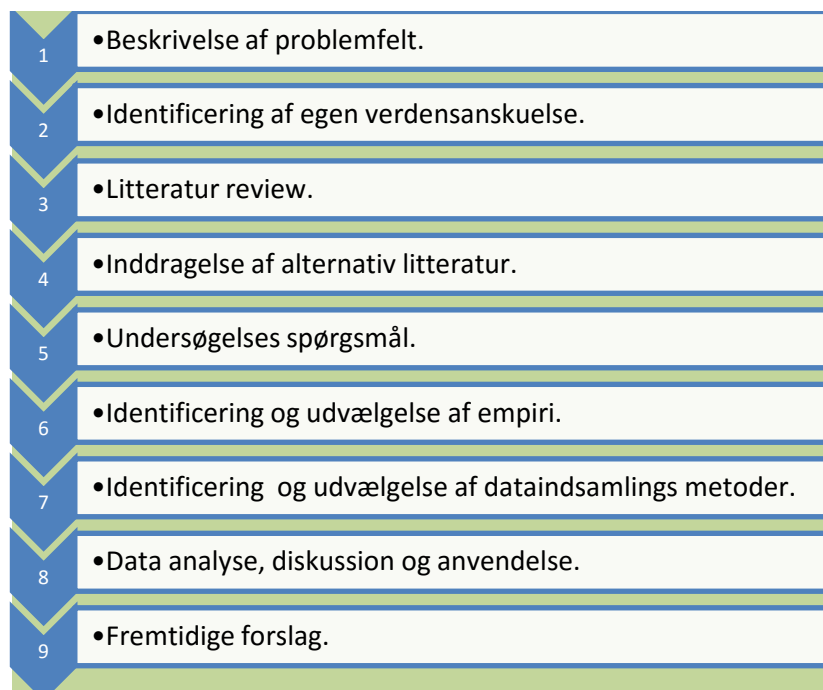 1 •Beskrivelse af problemfelt.
2 •Identificering af egen verdensanskuelse.
3 •Litteratur review.
4 •Inddragelse af alternativ litteratur.
5 •Undersøgelses spørgsmål.
6 •Identificering og udvælgelse af empiri.
7 •Identificering  og udvælgelse af dataindsamlings metoder.
8 •Data analyse, diskussion og anvendelse.
9 •Fremtidige forslag.